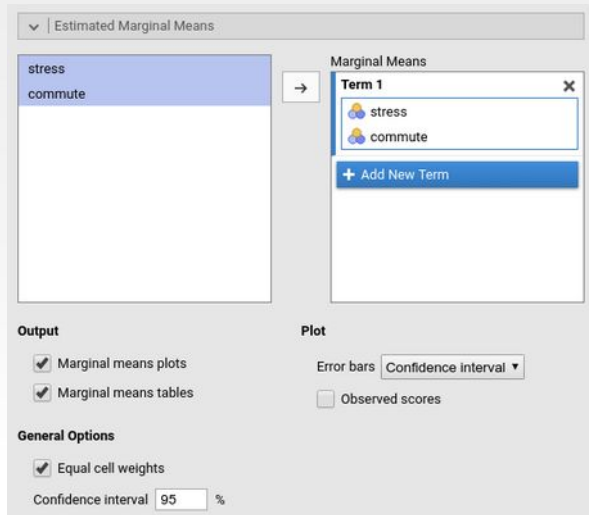 Estimated Marginal Means
stress
commute
Marginal Means
Term 1
stress
commute
Add New Term
Output
Marginal means plots
Marginal means tables
Plot
Error bars Confidence interval
Observed scores
General Options
Equal cell weights
Confidence interval 95 %